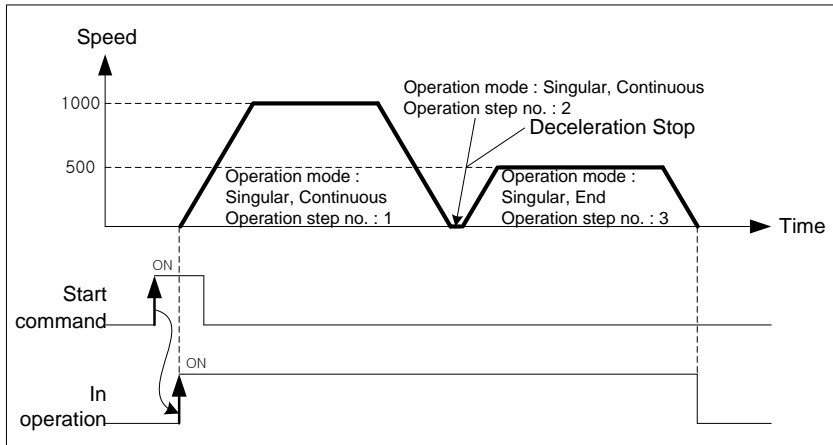 Speed
Operation mode : Singular, Continuous
Operation step no. : 2
Deceleration Stop
1000
500
Operation mode :
Singular, Continuous
Operation step no. : 1
Operation mode :
Singular, End
Operation step no. : 3
Time
ON
Start
command
ON
In
operation